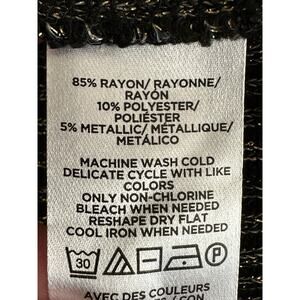 85% RAYON/ RAYONNE/
RAYÓN
10% POLYESTER/
POLIÉSTER
5% METALLIC/ MÉTALLIQUE/
METÁLICO
MACHINE WASH COLD
DELICATE CYCLE WITH LIKE
COLORS
ONLY NON-CHLORINE
BLEACH WHEN NEEDED
RESHAPE DRY FLAT
COOL IRON WHEN NEEDED
30 P
AVEC DES COULEURS